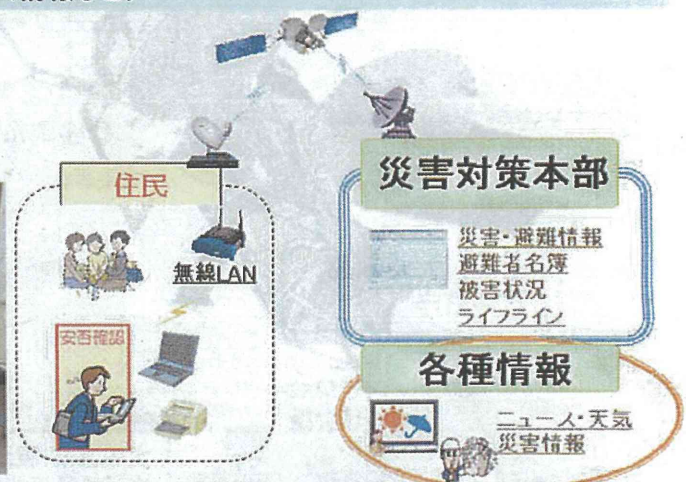 住民
無線LAN
安否確認
災害対策本部
災害・避難情報
避難者名簿
被害状況
ライフライン
各種情報
ニュース・天気
災害情報